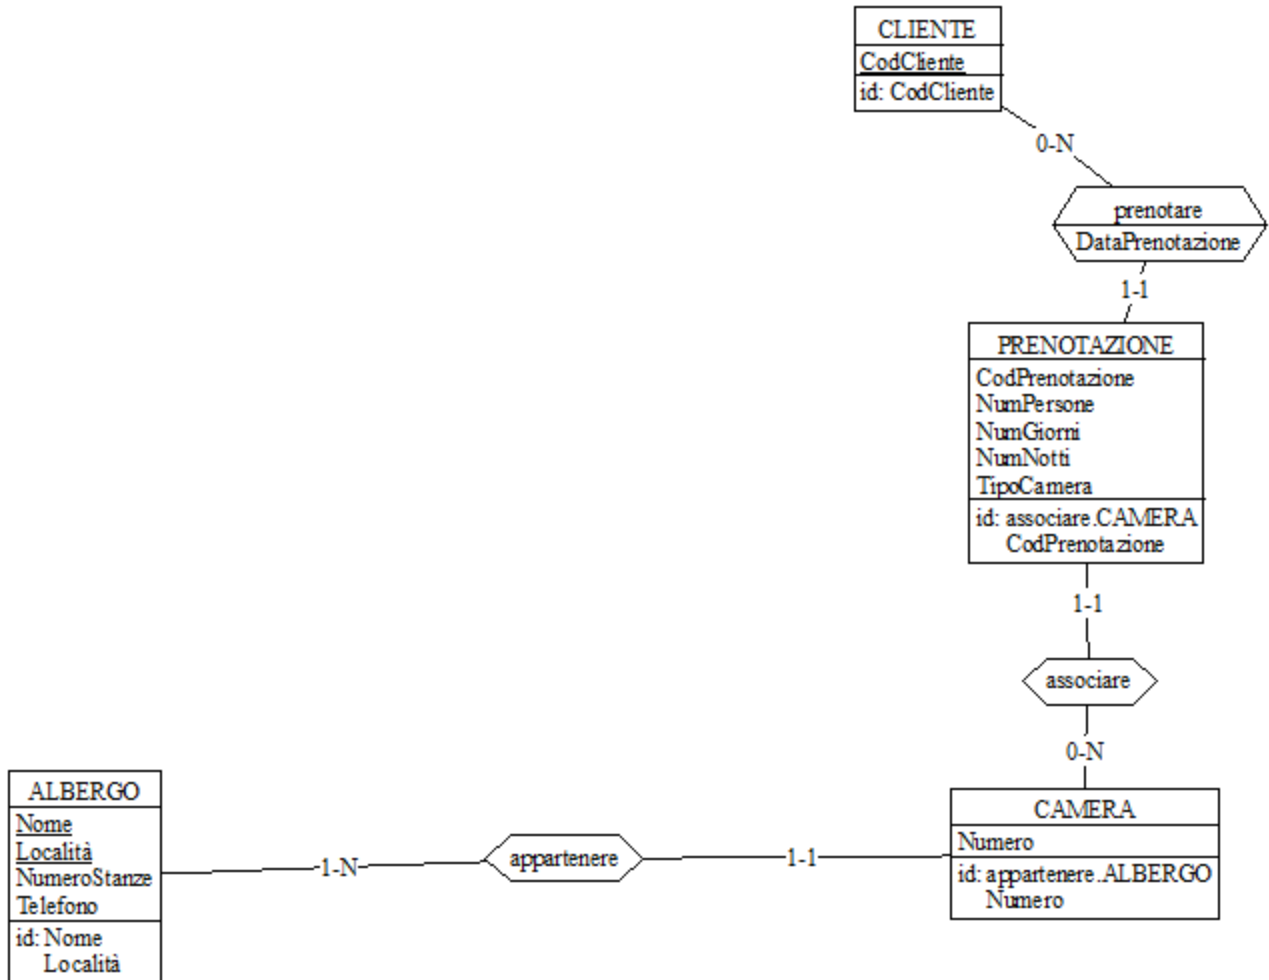 CLIENTE
CodCliente
id: CodCliente
0-N
prenotare
DataPrenotazione
1-1
PRENOTAZIONE
CodPrenotazione
NumPersone
NumGiorni
NumNotti
TipoCamera
id: associare.CAMERA
CodPrenotazione
1-1
associare
0-N
CAMERA
Numero
id: appartenere.ALBERGO
Numero
1-1
appartenere
1-N
ALBERGO
Nome
Località
NumeroStanze
Telefono
id: Nome
Località